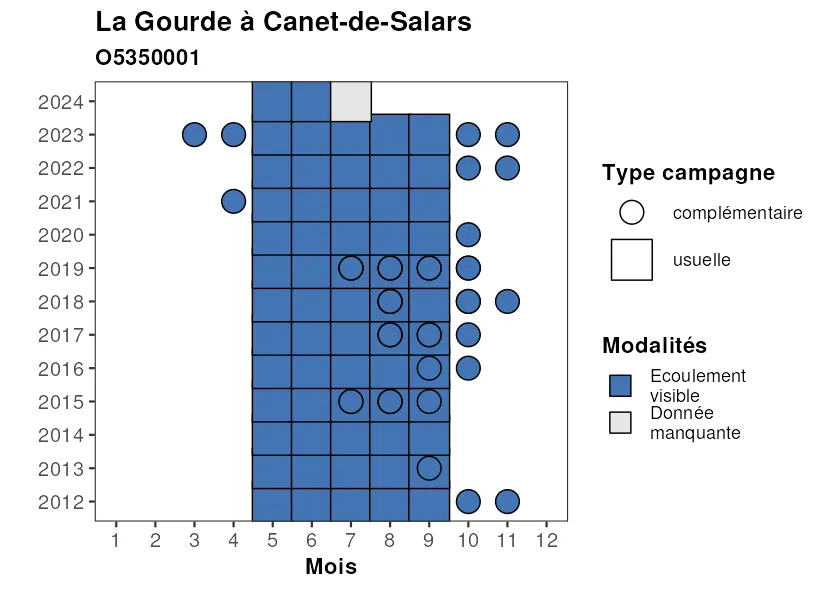 La Gourde à Canet-de-Salars
O5350001
2024
2023
2022
2021
2020
2019
2018
2017
2016
2015
2014
2013
2012
1 2 3 4 5 6 7 8 9 10 11 12
Mois
Type campagne
complémentaire
usuelle
Modalités
Ecoulement
visible
Donnée
manquante